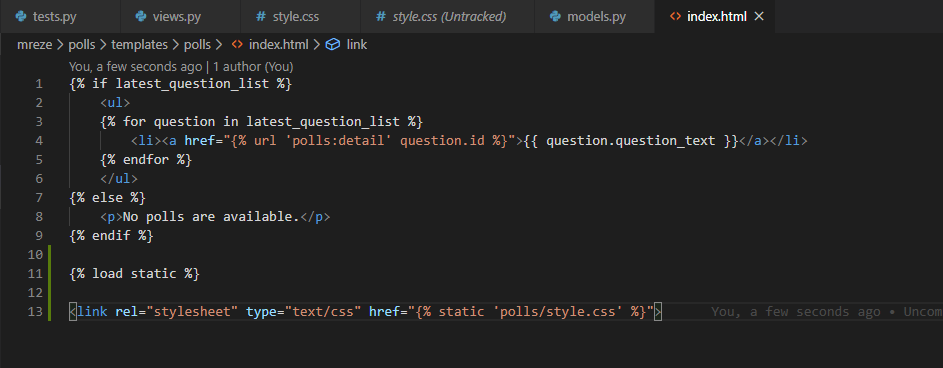 tests.py views.py style.css style.css (Untracked) models.py index.html
mreze > polls > templates > polls > index.html > link
You, a few seconds ago | 1 author (You)
1 {% if latest_question_list %}
2 <ul>
3 {% for question in latest_question_list %}
4 <li><a href="{% url 'polls:detail' question.id %}">{{ question.question_text }}</a></li>
5 {% endfor %}
6 </ul>
7 {% else %}
8 <p>No polls are available.</p>
9 {% endif %}
10
11 {% load static %}
12
13 <link rel="stylesheet" type="text/css" href="{% static 'polls/style.css' %}"> You, a few seconds ago • Uncom